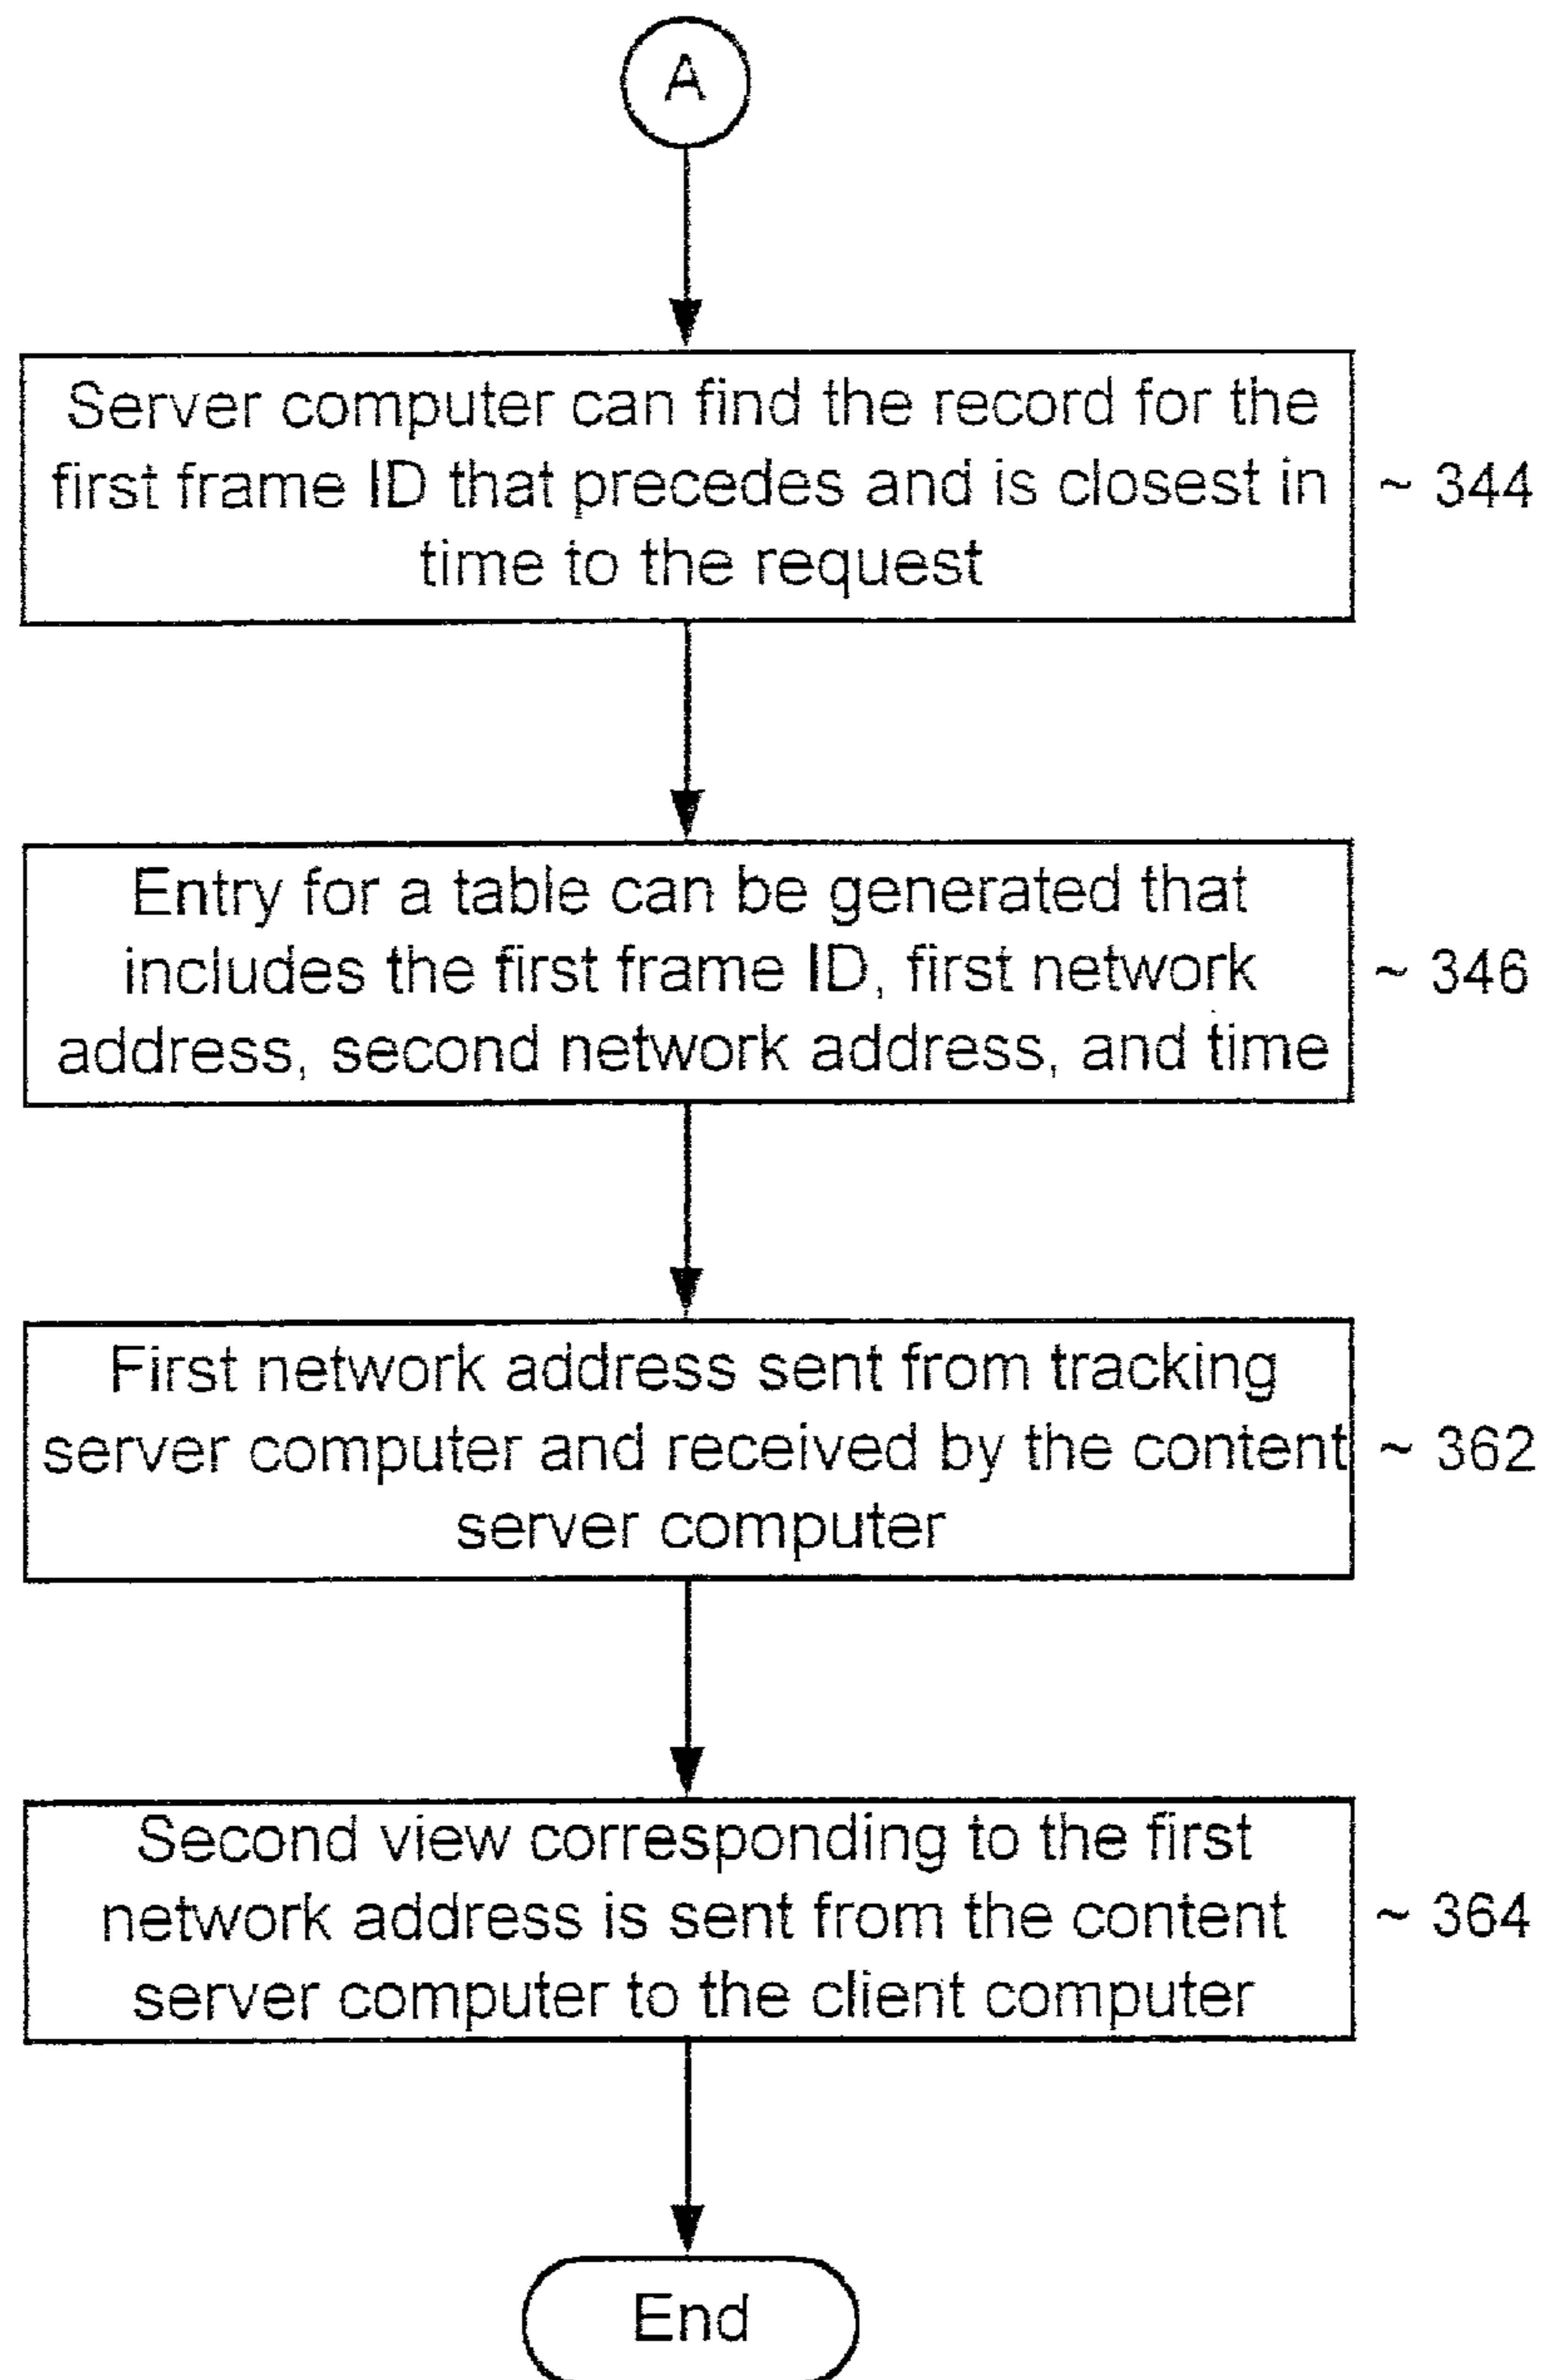 A
Server computer can find the record for the
first frame ID that precedes and is closest in
time to the request
~ 344
Entry for a table can be generated that
includes the first frame ID, first network
address, second network address, and time
~ 346
First network address sent from tracking
server computer and received by the content
server computer
~ 362
Second view corresponding to the first
network address is sent from the content
server computer to the client computer
~ 364
End